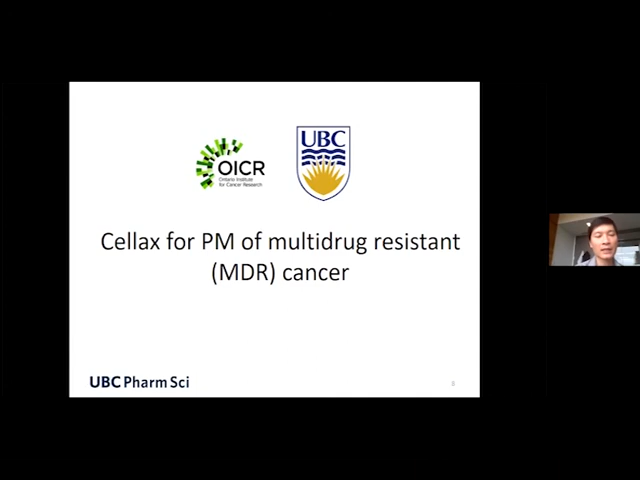 OICR
Ontario Institute
for Cancer Research
UBC
Cellax for PM of multidrug resistant
(MDR) cancer
UBC Pharm Sci
8